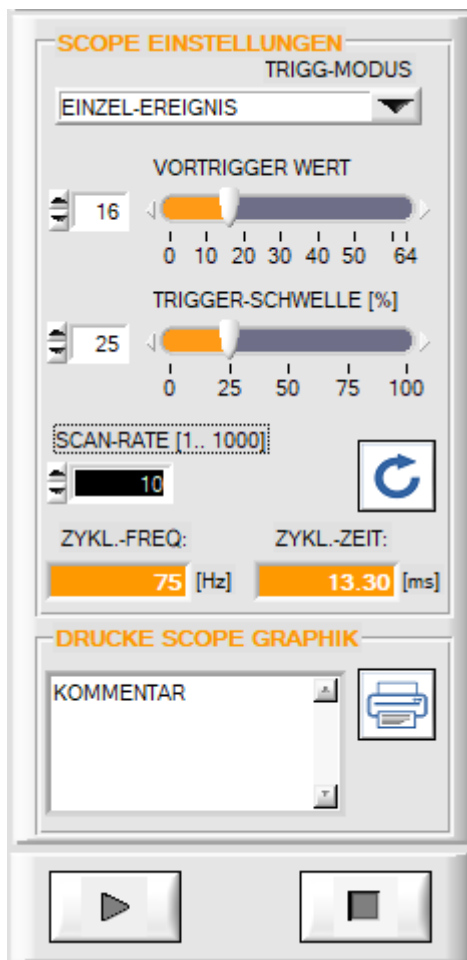 SCOPE EINSTELLUNGEN
TRIGG-MODUS
EINZEL-EREIGNIS
VORTRIGGER WERT
16
0 10 20 30 40 50 64
TRIGGER-SCHWELLE [%]
25
0 25 50 75 100
SCAN-RATE [1.. 1000]
10
ZYKL.-FREQ: ZYKL.-ZEIT:
75 [Hz] 13.30 [ms]
DRUCKE SCOPE GRAPHIK
KOMMENTAR